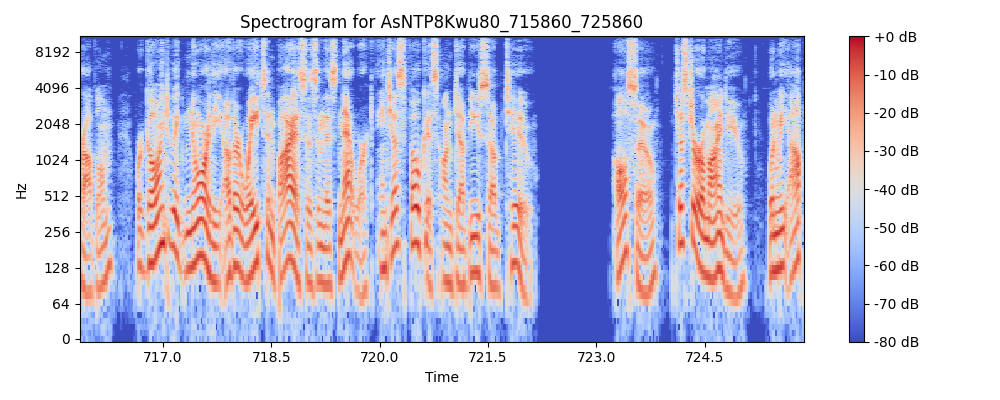 Spectrogram for AsNTP8Kwu80_715860_725860
8192
4096
2048
1024
512
256
128
64
0
Hz
717.0
718.5
720.0
721.5
723.0
724.5
Time
+0 dB
-10 dB
-20 dB
-30 dB
-40 dB
-50 dB
-60 dB
-70 dB
-80 dB